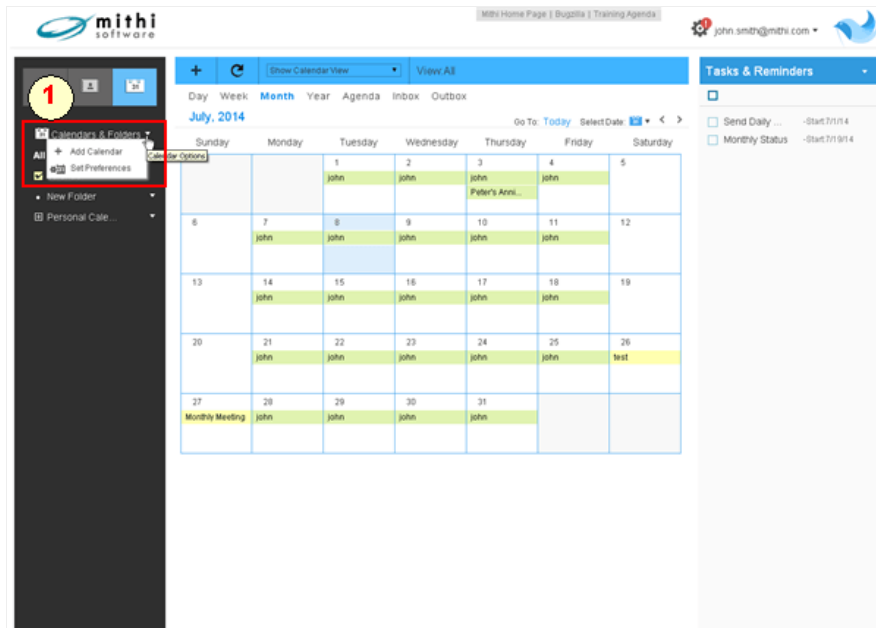 mithi
software
Mithi Home Page | Bugzilla | Training Agenda
john.smith@mithi.com
1
Calendars & Folders
All
Add Calendar
Set Preferences
Calendar Options
New Folder
Personal Cale...
Show Calendar View
View:All
Day Week Month Year Agenda Inbox Outbox
July, 2014
Go To: Today Select Date: 31
Sunday Monday Tuesday Wednesday Thursday Friday Saturday
1 2 3 4 5
john john john john
Peter's Anni...
6 7 8 9 10 11 12
john john john john john
13 14 15 16 17 18 19
john john john john john
20 21 22 23 24 25 26
john john john john john test
27 28 29 30 31
Monthly Meeting john john john john
Tasks & Reminders
Send Daily ... -Start:7/1/14
Monthly Status -Start:7/19/14